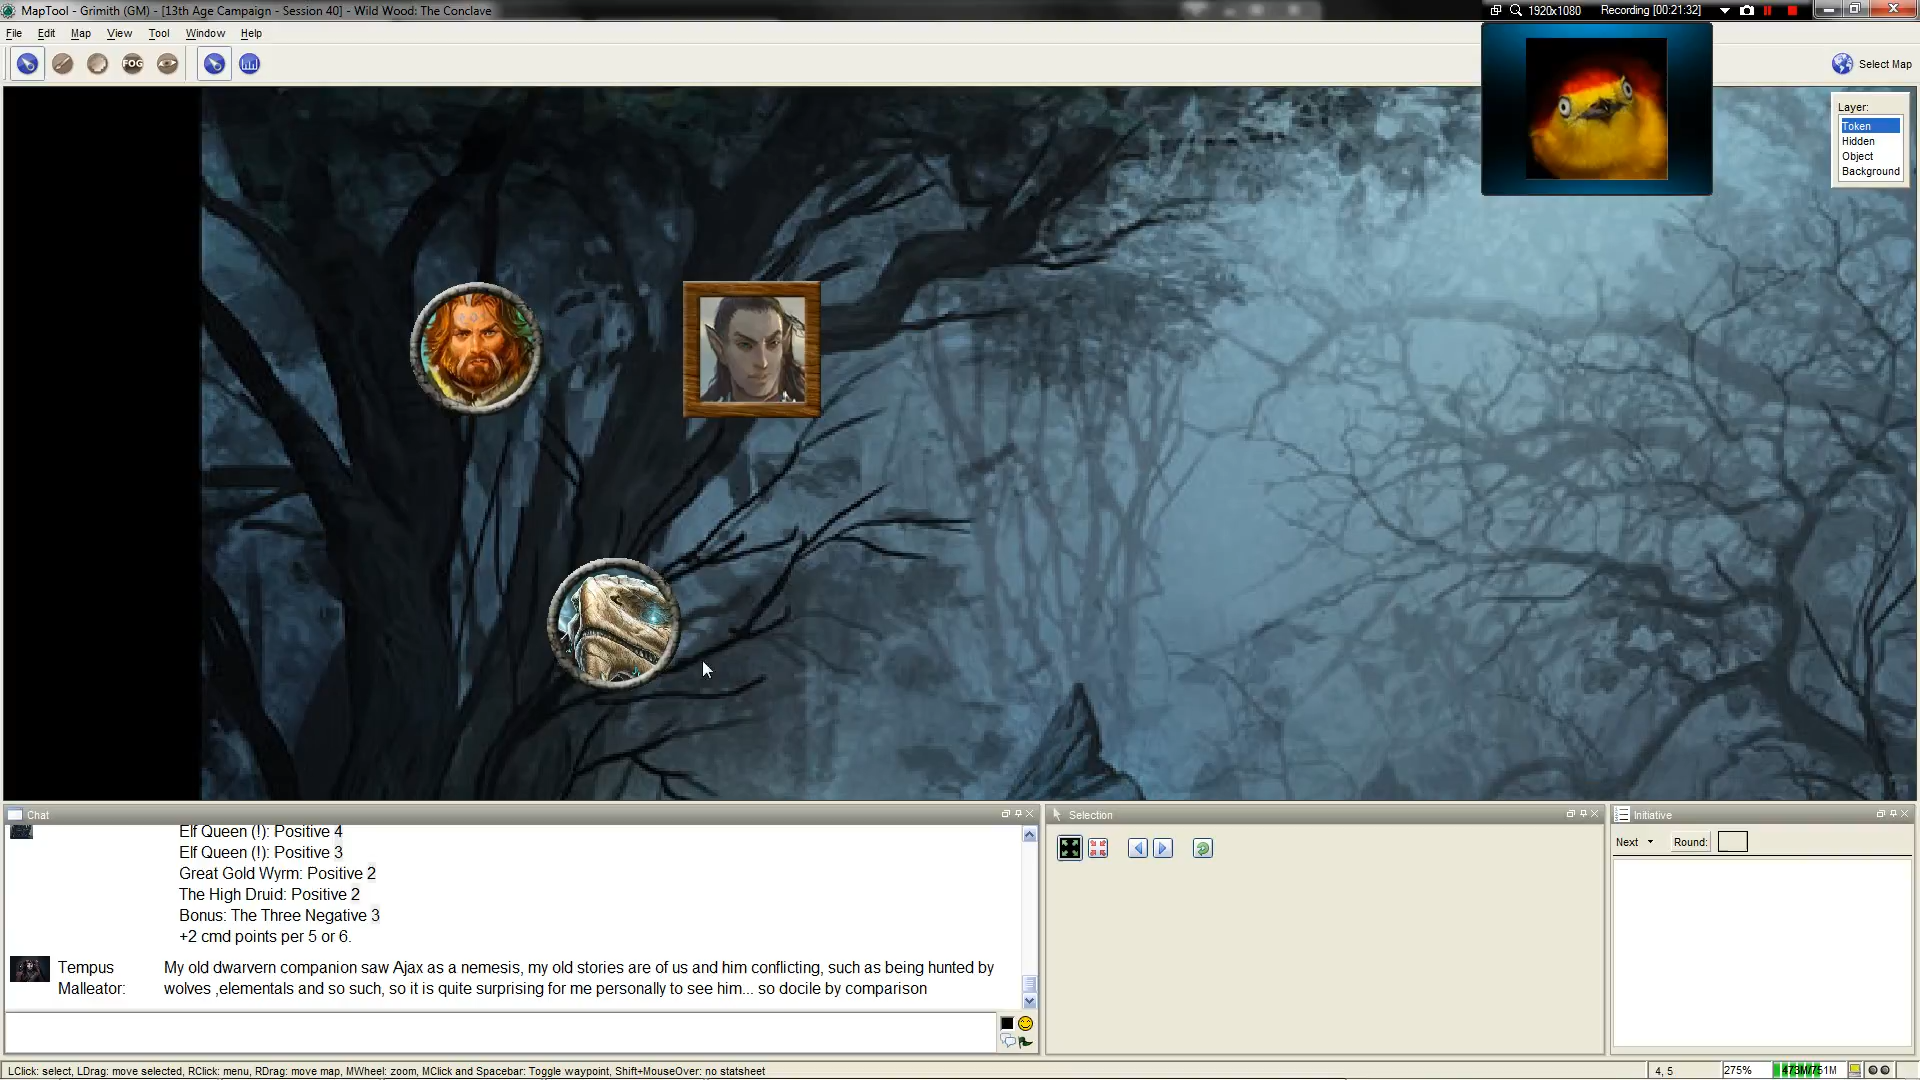 MapTool - Grimith (GM) - [13th Age Campaign - Session 40] - Wild Wood: The Conclave
1920x1080
Recording [00:21:32]
File Edit Map View Tool Window Help
FOG
Select Map
Layer:
Token
Hidden
Object
Background
Chat
Elf Queen (!): Positive 4
Elf Queen (!): Positive 3
Great Gold Wyrm: Positive 2
The High Druid: Positive 2
Bonus: The Three Negative 3
+2 cmd points per 5 or 6.
Tempus Malleator:
My old dwarvern companion saw Ajax as a nemesis, my old stories are of us and him conflicting, such as being hunted by
wolves ,elementals and so such, so it is quite surprising for me personally to see him... so docile by comparison
Selection
Initiative
Next
Round:
LClick: select, LDrag: move selected, RClick: menu, RDrag: move map, MWheel: zoom, MClick and Spacebar: Toggle waypoint, Shift+MouseOver: no statsheet
4, 5
275%
473M/751M